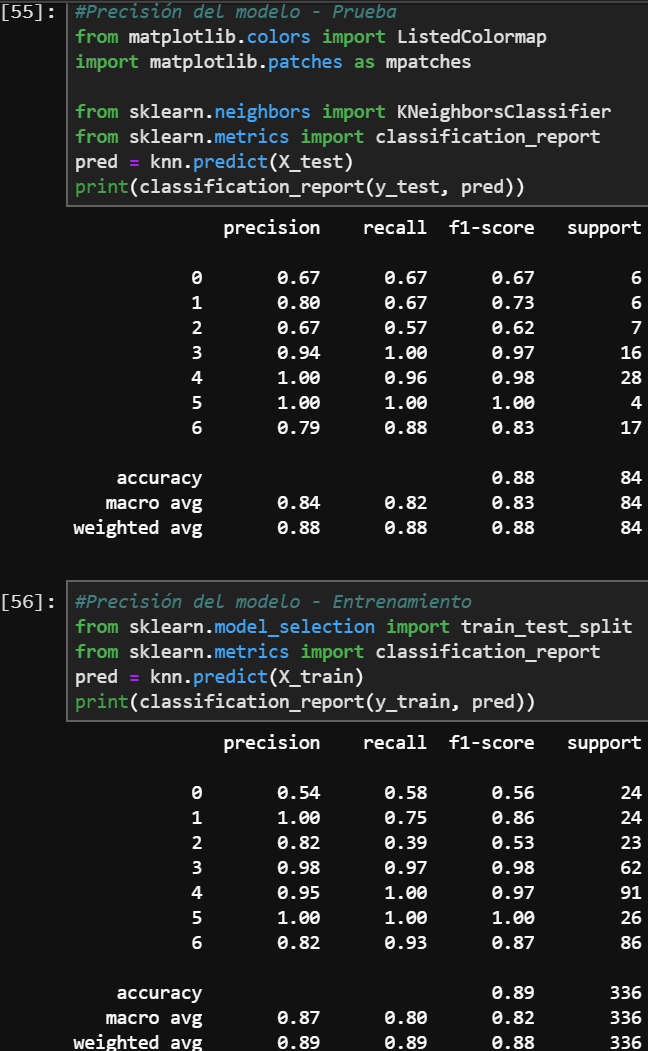 [55]: #Precisión del modelo - Prueba
from matplotlib.colors import ListedColormap
import matplotlib.patches as mpatches
from sklearn.neighbors import KNeighborsClassifier
from sklearn.metrics import classification_report
pred = knn.predict(X_test)
print(classification_report(y_test, pred))
precision recall f1-score support
0 0.67 0.67 0.67 6
1 0.80 0.67 0.73 6
2 0.67 0.57 0.62 7
3 0.94 1.00 0.97 16
4 1.00 0.96 0.98 28
5 1.00 1.00 1.00 4
6 0.79 0.88 0.83 17
accuracy 0.88 84
macro avg 0.84 0.82 0.83 84
weighted avg 0.88 0.88 0.88 84
[56]: #Precisión del modelo - Entrenamiento
from sklearn.model_selection import train_test_split
from sklearn.metrics import classification_report
pred = knn.predict(X_train)
print(classification_report(y_train, pred))
precision recall f1-score support
0 0.54 0.58 0.56 24
1 1.00 0.75 0.86 24
2 0.82 0.39 0.53 23
3 0.98 0.97 0.98 62
4 0.95 1.00 0.97 91
5 1.00 1.00 1.00 26
6 0.82 0.93 0.87 86
accuracy 0.89 336
macro avg 0.87 0.80 0.82 336
weighted avg 0.89 0.89 0.88 336